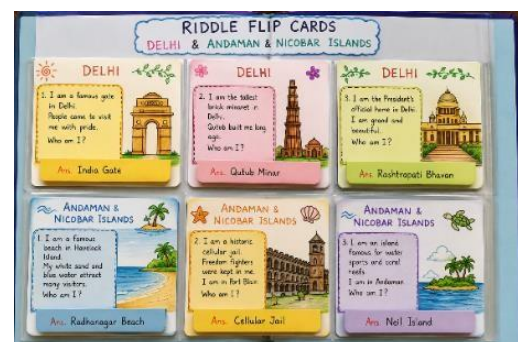 RIDDLE FLIP CARDS
DELHI & ANDAMAN & NICOBAR ISLANDS
DELHI
1. I am a famous gate
in Delhi.
People come to visit
me with pride.
Who am I?
Ans. India Gate
DELHI
2. I am the tallest
brick minaret in
Delhi.
Qutub built me long
ago.
Who am I?
Ans. Qutub Minar
DELHI
3. I am the President's
official home in Delhi.
I am grand and
beautiful.
Who am I?
Ans. Rashtrapati Bhavan
ANDAMAN &
NICOBAR ISLANDS
1. I am a famous
beach in Havelock
Island.
My white sand and
blue water attract
many visitors.
Who am I?
Ans. Radhanagar Beach
ANDAMAN &
NICOBAR ISLANDS
2. I am a historic
cellular jail.
Freedom fighters
were kept in me.
I am in Port Blair.
Who am I?
Ans. Cellular Jail
ANDAMAN &
NICOBAR ISLANDS
3. I am an island
famous for water
sports and coral
reefs.
I am in Andaman.
Who am I?
Ans. Neil Island